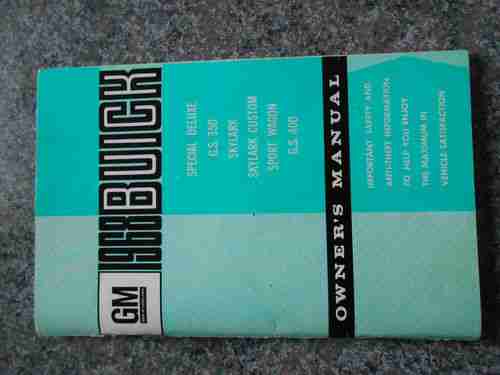 GM
1968 BUICK
SPECIAL DELUXE
G.S. 350
SKYLARK
SKYLARK CUSTOM
SPORT WAGON
G.S. 400
OWNER'S MANUAL
IMPORTANT SAFETY AND
ANTI-THEFT INFORMATION
TO HELP YOU ENJOY
THE MAXIMUM IN
VEHICLE SATISFACTION